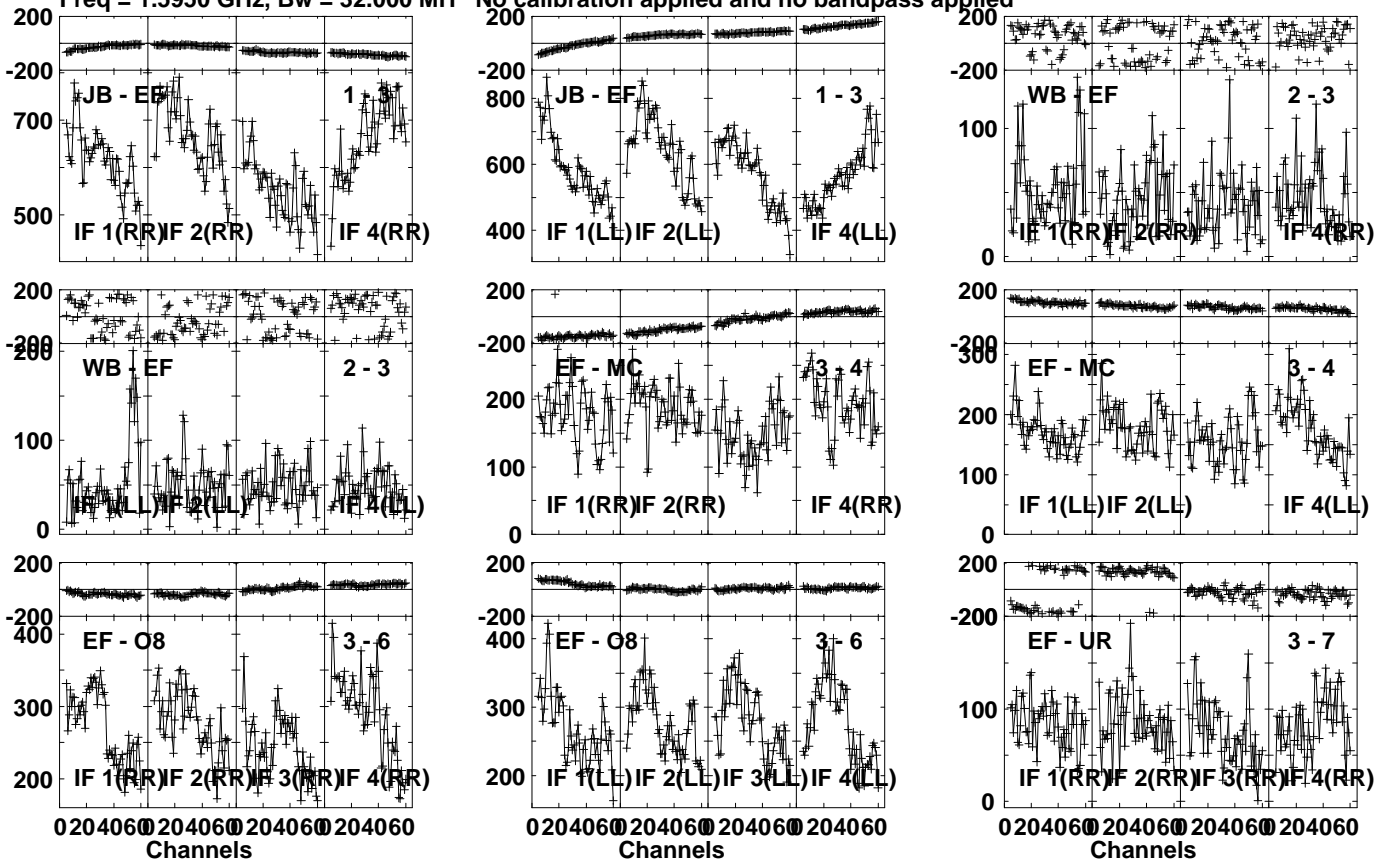 Freq = 1.5950 GHz, Bw = 32.000 MH No calibration applied and no bandpass applied
200
-200
700
500
JB - EF 1 - 3
IF 1(RR) IF 2(RR) IF 4(RR)
200
-200
800
600
400
JB - EF 1 - 3
IF 1(LL) IF 2(LL) IF 4(LL)
200
-200
100
0
WB - EF 2 - 3
IF 1(RR) IF 2(RR) IF 4(RR)
200
-200
200
100
0
WB - EF 2 - 3
IF 1(LL) IF 2(LL) IF 4(LL)
200
-200
200
100
0
EF - MC 3 - 4
IF 1(RR) IF 2(RR) IF 4(RR)
200
-200
300
200
100
0
EF - MC 3 - 4
IF 1(LL) IF 2(LL) IF 4(LL)
200
-200
400
300
200
EF - O8 3 - 6
IF 1(RR) IF 2(RR) IF 3(RR) IF 4(RR)
0 20 40 60 0 20 40 60 0 20 40 60 0 20 40 60
Channels
200
-200
400
300
200
EF - O8 3 - 6
IF 1(LL) IF 2(LL) IF 3(LL) IF 4(LL)
0 20 40 60 0 20 40 60 0 20 40 60 0 20 40 60
Channels
200
-200
200
100
0
EF - UR 3 - 7
IF 1(RR) IF 2(RR) IF 3(RR) IF 4(RR)
0 20 40 60 0 20 40 60 0 20 40 60 0 20 40 60
Channels